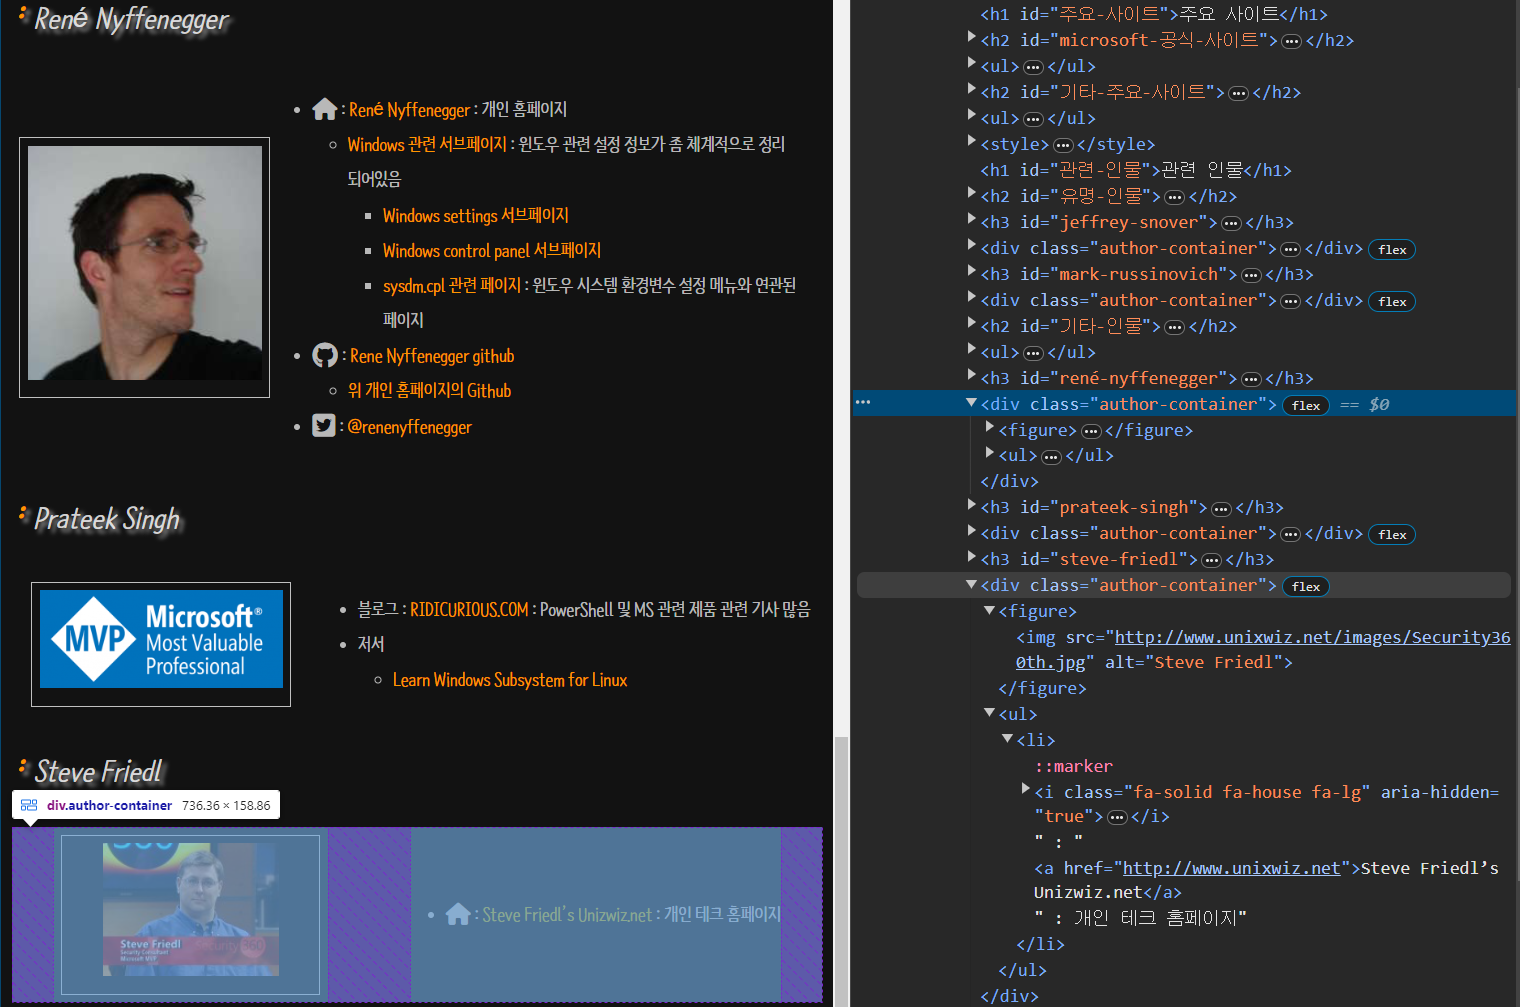 René Nyffenegger
: René Nyffenegger : 개인 홈페이지
Windows 관련 서브페이지 : 윈도우 관련 설정 정보가 좀 체계적으로 정리
되어있음
Windows settings 서브페이지
Windows control panel 서브페이지
sysdm.cpl 관련 페이지 : 윈도우 시스템 환경변수 설정 메뉴와 연관된
페이지
: Rene Nyffenegger github
위 개인 홈페이지의 Github
: @renenyffenegger
Prateek Singh
MVP
Microsoft®
Most Valuable
Professional
블로그 : RIDICURIOUS.COM : PowerShell 및 MS 관련 제품 관련 기사 많음
저서
Learn Windows Subsystem for Linux
Steve Friedl
div.author-container 736.36 × 158.86
360
Steve Friedl
Security Consultant
Microsoft MVP
Security 360
: Steve Friedl’s Unizwiz.net : 개인 테크 홈페이지
<h1 id="주요-사이트">주요 사이트</h1>
<h2 id="microsoft-공식-사이트">…</h2>
<ul>…</ul>
<h2 id="기타-주요-사이트">…</h2>
<ul>…</ul>
<style>…</style>
<h1 id="관련-인물">관련 인물</h1>
<h2 id="유명-인물">…</h2>
<h3 id="jeffrey-snover">…</h3>
<div class="author-container">…</div> flex
<h3 id="mark-russinovich">…</h3>
<div class="author-container">…</div> flex
<h2 id="기타-인물">…</h2>
<ul>…</ul>
<h3 id="rené-nyffenegger">…</h3>
… <div class="author-container"> flex == $0
<figure>…</figure>
<ul>…</ul>
</div>
<h3 id="prateek-singh">…</h3>
<div class="author-container">…</div> flex
<h3 id="steve-friedl">…</h3>
<div class="author-container"> flex
<figure>
<img src="http://www.unixwiz.net/images/Security36
0th.jpg" alt="Steve Friedl">
</figure>
<ul>
<li>
::marker
<i class="fa-solid fa-house fa-lg" aria-hidden=
"true">…</i>
" : "
<a href="http://www.unixwiz.net">Steve Friedl’s
Unizwiz.net</a>
" : 개인 테크 홈페이지"
</li>
</ul>
</div>